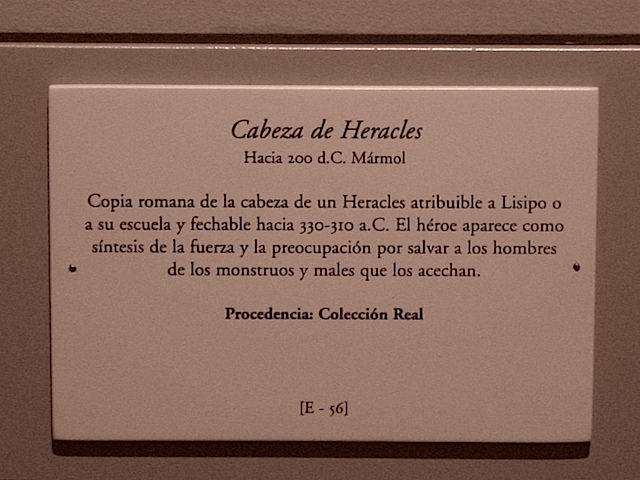 Cabeza de Heracles
Hacia 200 d.C. Mármol
Copia romana de la cabeza de un Heracles atribuible a Lisipo o
a su escuela y fechable hacia 330-310 a.C. El héroe aparece como
síntesis de la fuerza y la preocupación por salvar a los hombres
de los monstruos y males que los acechan.
Procedencia: Colección Real
[E - 56]